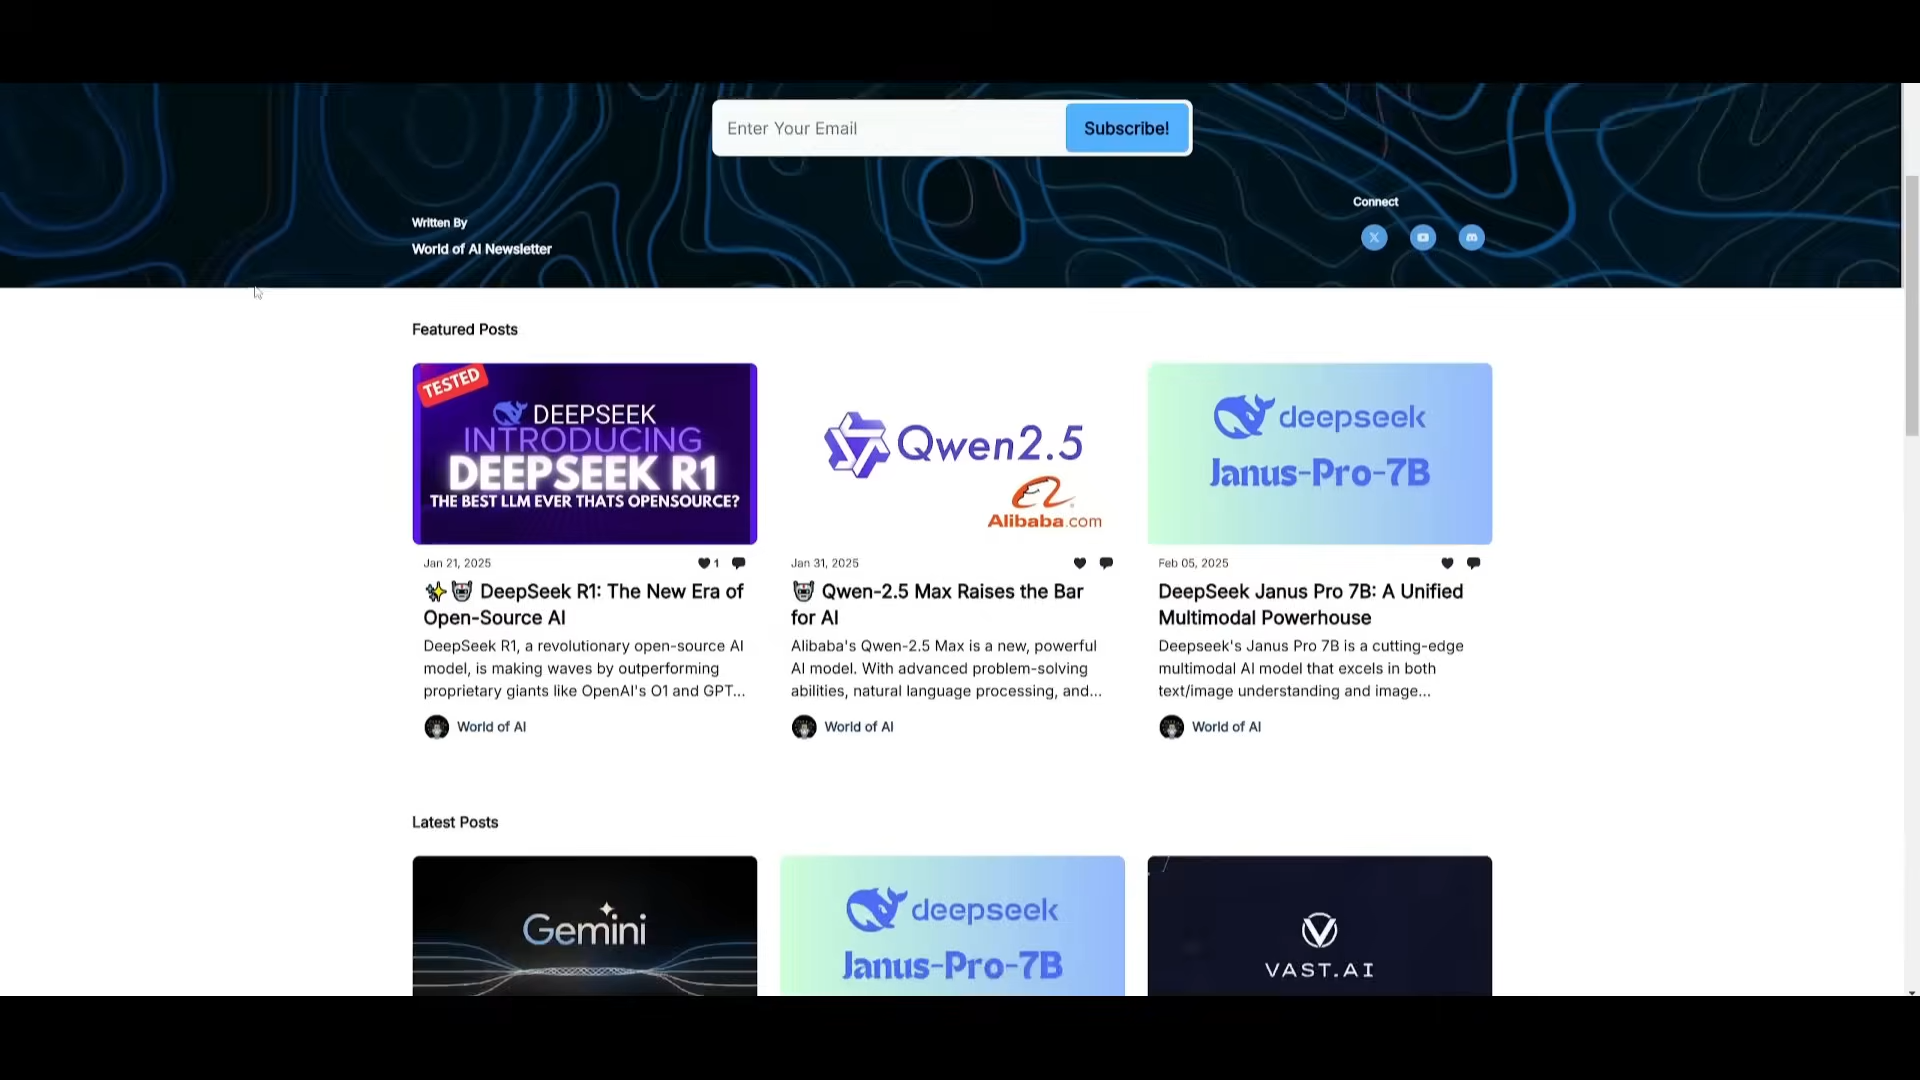 Enter Your Email
Subscribe!
Connect
Written By
World of AI Newsletter
Featured Posts
TESTED
DEEPSEEK
INTRODUCING
DEEPSEEK R1
THE BEST LLM EVER THATS OPENSOURCE?
Qwen2.5
Alibaba.com
deepseek
Janus-Pro-7B
Jan 21, 2025
1
✨🤖 DeepSeek R1: The New Era of
Open-Source AI
DeepSeek R1, a revolutionary open-source AI
model, is making waves by outperforming
proprietary giants like OpenAI's O1 and GPT...
World of AI
Jan 31, 2025
🤖 Qwen-2.5 Max Raises the Bar
for AI
Alibaba's Qwen-2.5 Max is a new, powerful
AI model. With advanced problem-solving
abilities, natural language processing, and...
World of AI
Feb 05, 2025
DeepSeek Janus Pro 7B: A Unified
Multimodal Powerhouse
Deepseek's Janus Pro 7B is a cutting-edge
multimodal AI model that excels in both
text/image understanding and image...
World of AI
Latest Posts
Gemini
deepseek
Janus-Pro-7B
VAST.AI